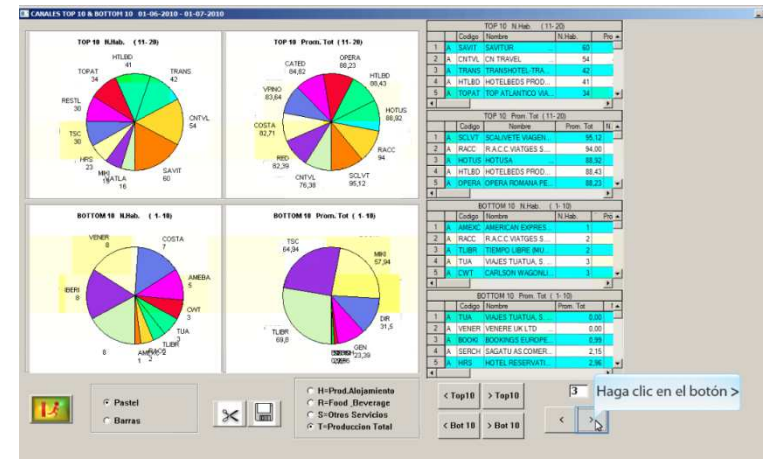 CANALES TOP 10 & BOTTOM 10 01-06-2010 - 01-07-2010
TOP 10 N.Hab. (11- 20)
HTLBD
41
TRANS
42
CNTVL
54
SAVIT
60
VATLA
16
MIKI
HRS
23
TSC
30
RESTL
30
TOPAT
34
TOP 10 Prom. Tot (11- 20)
OPERA
88,23
HTLBD
88,43
HOTUS
88,92
RACC
94
SCLVT
95,12
CNTVL
76,38
RED
82,39
COSTA
82,71
VPINO
83,64
CATED
84,82
BOTTOM 10 N.Hab. ( 1- 10)
VENER
8
COSTA
7
AMEBA
5
CWT
3
TUA
3
TLIBR
2
1
8
IBERI
8
BOTTOM 10 Prom. Tot ( 1- 10)
TSC
64,94
MIKI
57,94
DIR
31,5
GEN
23,39
TLIBR
69,8
TOP 10 N.Hab. (11- 20)
Codigo Nombre N.Hab. Pro
1 A SAVIT SAVITUR ... 60
2 A CNTVL CN TRAVEL ... 54
3 A TRANS TRANSHOTEL-TRA... 42
4 A HTLBD HOTELBEDS PROD... 41
5 A TOPAT TOP ATLANTICO VIA... 34
TOP 10 Prom. Tot (11- 20)
Codigo Nombre Prom. Tot N.
1 A SCLVT SCALIVETE VIAGEN... 95,12
2 A RACC R.A.C.C.VIATGES S... 94,00
3 A HOTUS HOTUSA ... 88,92
4 A HTLBD HOTELBEDS PROD... 88,43
5 A OPERA OPERA ROMANA PE... 88,23
BOTTOM 10 N.Hab. ( 1- 10)
Codigo Nombre N.Hab. Pro
1 A AMEXC AMERICAN EXPRES... 1
2 A RACC R.A.C.C.VIATGES S... 2
3 A TLIBR TIEMPO LIBRE (MU... 2
4 A TUA VIAJES TUATUA, S. ... 3
5 A CWT CARLSON WAGONLI... 3
BOTTOM 10 Prom. Tot ( 1- 10)
Codigo Nombre Prom. Tot
1 A TUA VIAJES TUATUA, S. ... 0,00
2 A VENER VENERE UK LTD ... 0,00
3 A BOOKI BOOKINGS EUROPE... 0,99
4 A SERCH SAGATU AS COMER... 2,15
5 A HRS HOTEL RESERVATI... 2,96
Pastel
Barras
H=Prod.Alojamiento
R=Food _Beverage
S=Otros Servicios
T=Produccion Total
< Top10 > Top10
< Bot 10 > Bot 10
3
< >
Haga clic en el botón >